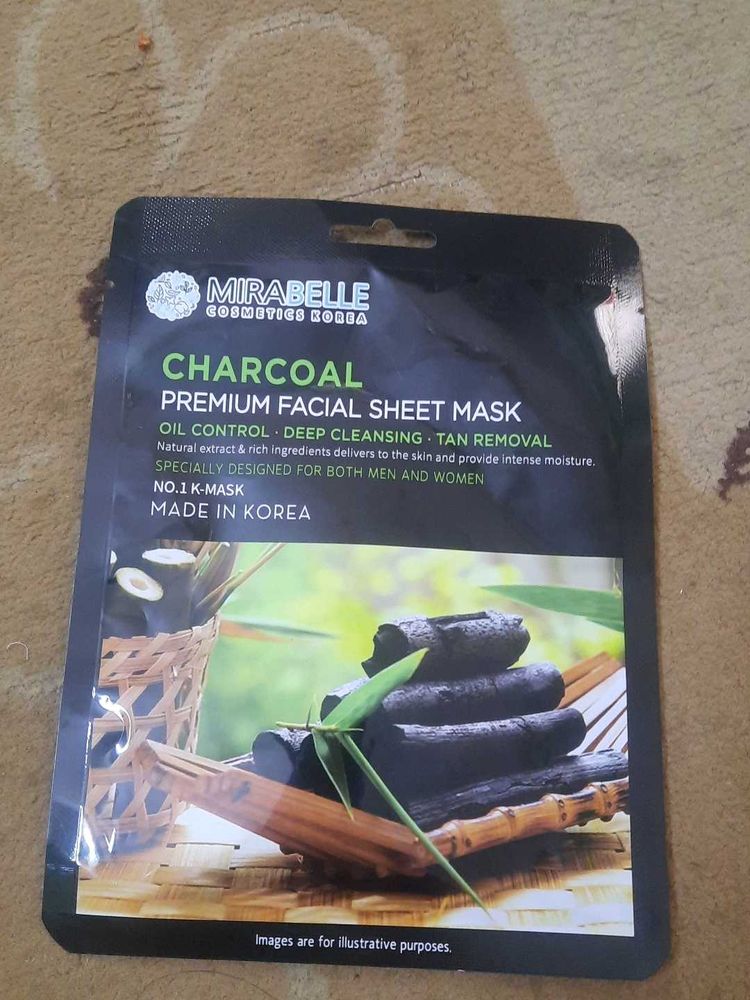 MIRABELLE
COSMETICS KOREA
CHARCOAL
PREMIUM FACIAL SHEET MASK
OIL CONTROL · DEEP CLEANSING · TAN REMOVAL
Natural extract & rich ingredients delivers to the skin and provide intense moisture.
SPECIALLY DESIGNED FOR BOTH MEN AND WOMEN
NO.1 K-MASK
MADE IN KOREA
Images are for illustrative purposes.